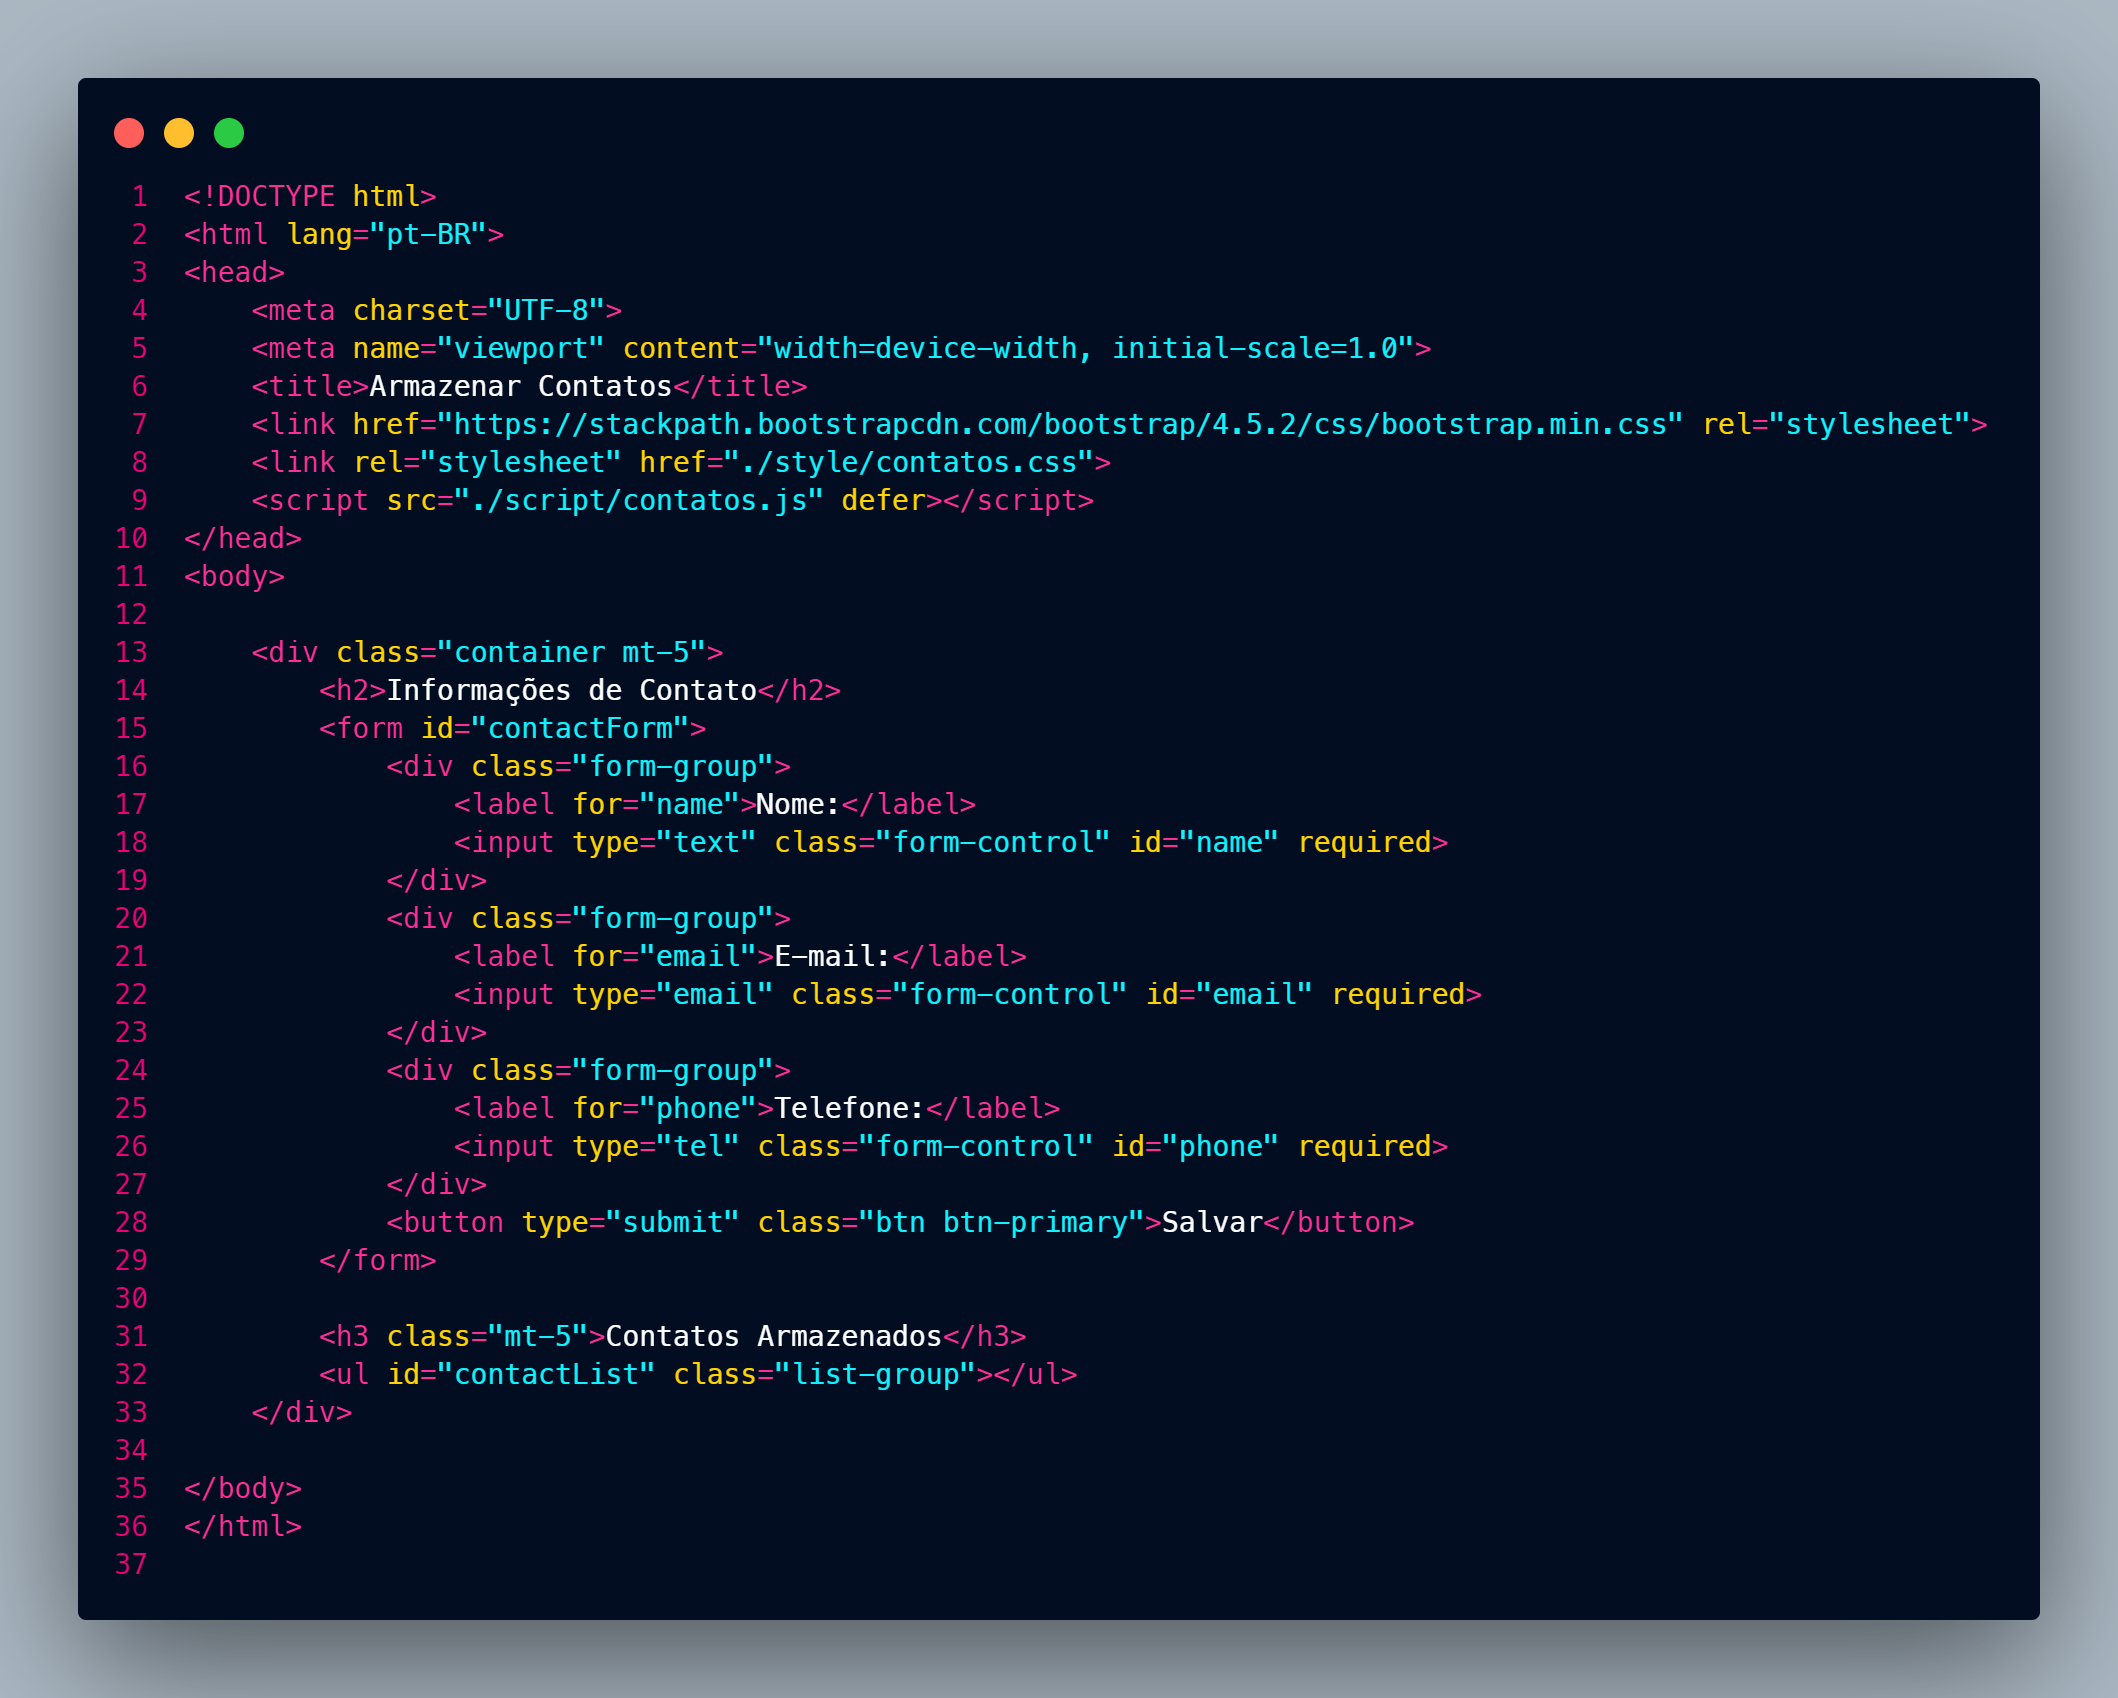 1 <!DOCTYPE html>
2 <html lang="pt-BR">
3 <head>
4     <meta charset="UTF-8">
5     <meta name="viewport" content="width=device-width, initial-scale=1.0">
6     <title>Armazenar Contatos</title>
7     <link href="https://stackpath.bootstrapcdn.com/bootstrap/4.5.2/css/bootstrap.min.css" rel="stylesheet">
8     <link rel="stylesheet" href="./style/contatos.css">
9     <script src="./script/contatos.js" defer></script>
10 </head>
11 <body>
12
13     <div class="container mt-5">
14         <h2>Informações de Contato</h2>
15         <form id="contactForm">
16             <div class="form-group">
17                 <label for="name">Nome:</label>
18                 <input type="text" class="form-control" id="name" required>
19             </div>
20             <div class="form-group">
21                 <label for="email">E-mail:</label>
22                 <input type="email" class="form-control" id="email" required>
23             </div>
24             <div class="form-group">
25                 <label for="phone">Telefone:</label>
26                 <input type="tel" class="form-control" id="phone" required>
27             </div>
28             <button type="submit" class="btn btn-primary">Salvar</button>
29         </form>
30
31         <h3 class="mt-5">Contatos Armazenados</h3>
32         <ul id="contactList" class="list-group"></ul>
33     </div>
34
35 </body>
36 </html>
37